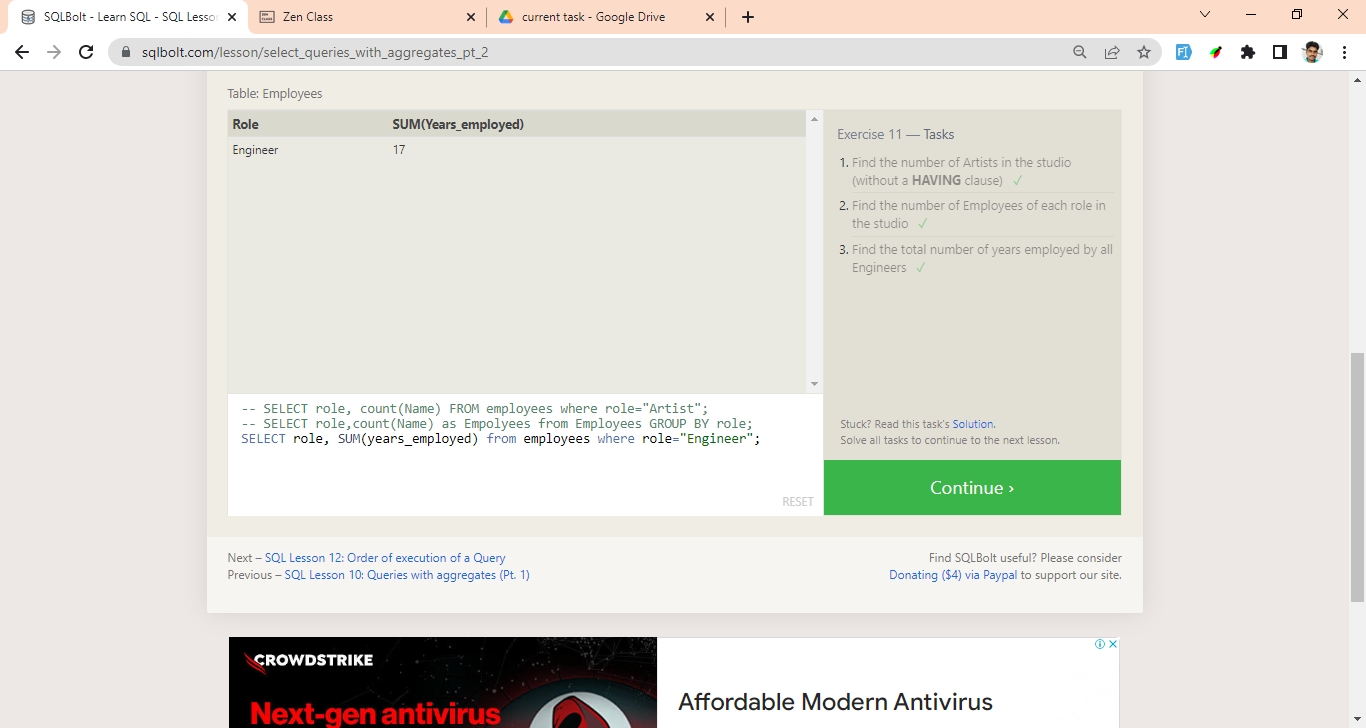 SQLBolt - Learn SQL - SQL Lesso
Zen Class
current task - Google Drive
sqlbolt.com/lesson/select_queries_with_aggregates_pt_2
Table: Employees
Role SUM(Years_employed)
Engineer 17
Exercise 11 — Tasks
1. Find the number of Artists in the studio
(without a HAVING clause) ✓
2. Find the number of Employees of each role in
the studio ✓
3. Find the total number of years employed by all
Engineers ✓
-- SELECT role, count(Name) FROM employees where role="Artist";
-- SELECT role,count(Name) as Empolyees from Employees GROUP BY role;
SELECT role, SUM(years_employed) from employees where role="Engineer";
RESET
Stuck? Read this task's Solution.
Solve all tasks to continue to the next lesson.
Continue ›
Next – SQL Lesson 12: Order of execution of a Query
Previous – SQL Lesson 10: Queries with aggregates (Pt. 1)
Find SQLBolt useful? Please consider
Donating ($4) via Paypal to support our site.
CROWDSTRIKE
Next-gen antivirus
Affordable Modern Antivirus